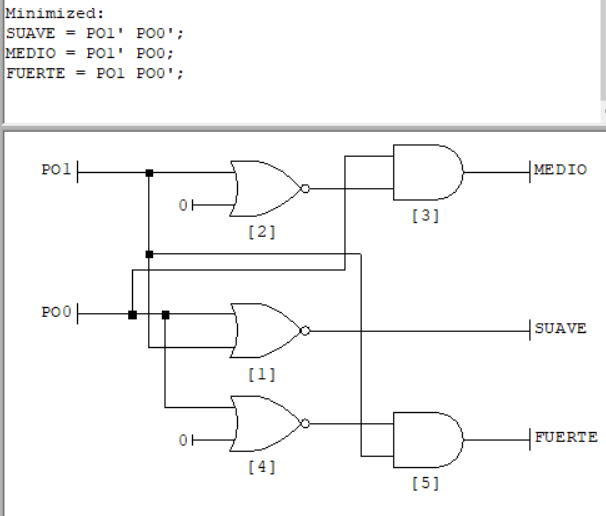 Minimized:
SUAVE = PO1' PO0';
MEDIO = PO1' PO0;
FUERTE = PO1 PO0';
PO1
MEDIO
0
[2]
[3]
PO0
SUAVE
[1]
0
FUERTE
[4]
[5]